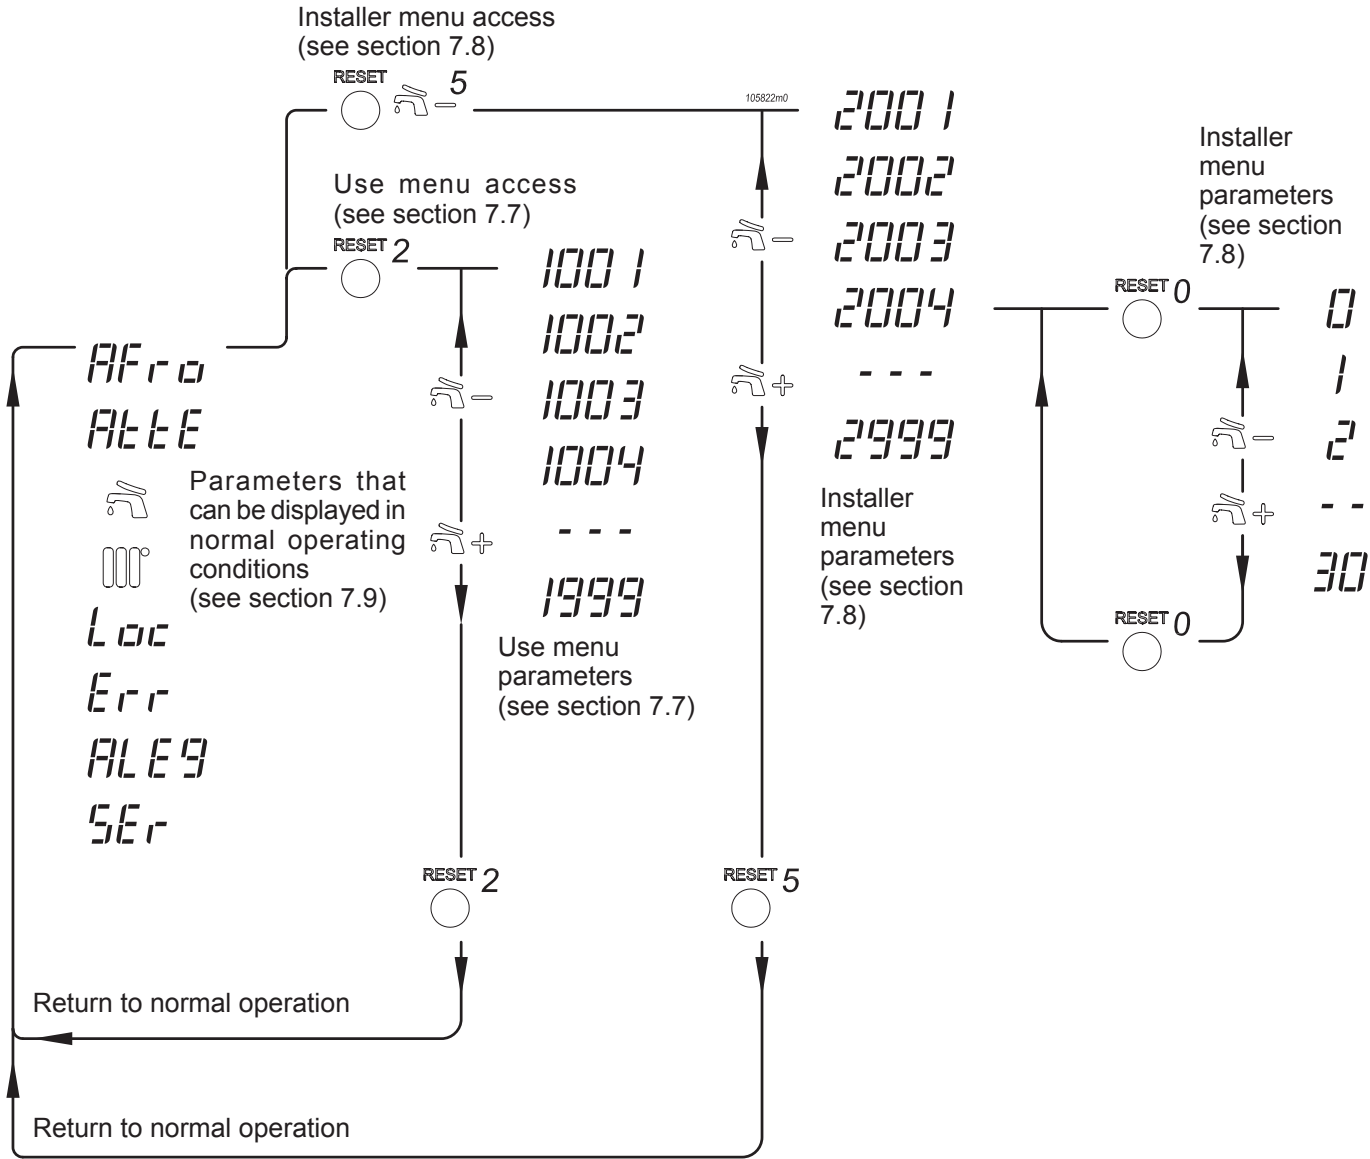 Installer menu access
(see section 7.8)
RESET 5
105822m0
Use menu access
(see section 7.7)
RESET 2
AFro
AttE
Parameters that
can be displayed in
normal operating
conditions
(see section 7.9)
Loc
Err
ALE9
SEr
1001
1002
1003
1004
- - -
1999
Use menu
parameters
(see section 7.7)
2001
2002
2003
2004
- - -
2999
Installer
menu
parameters
(see section
7.8)
Installer
menu
parameters
(see section
7.8)
RESET 0
0
1
2
- -
30
RESET 0
RESET 2
RESET 5
Return to normal operation
Return to normal operation